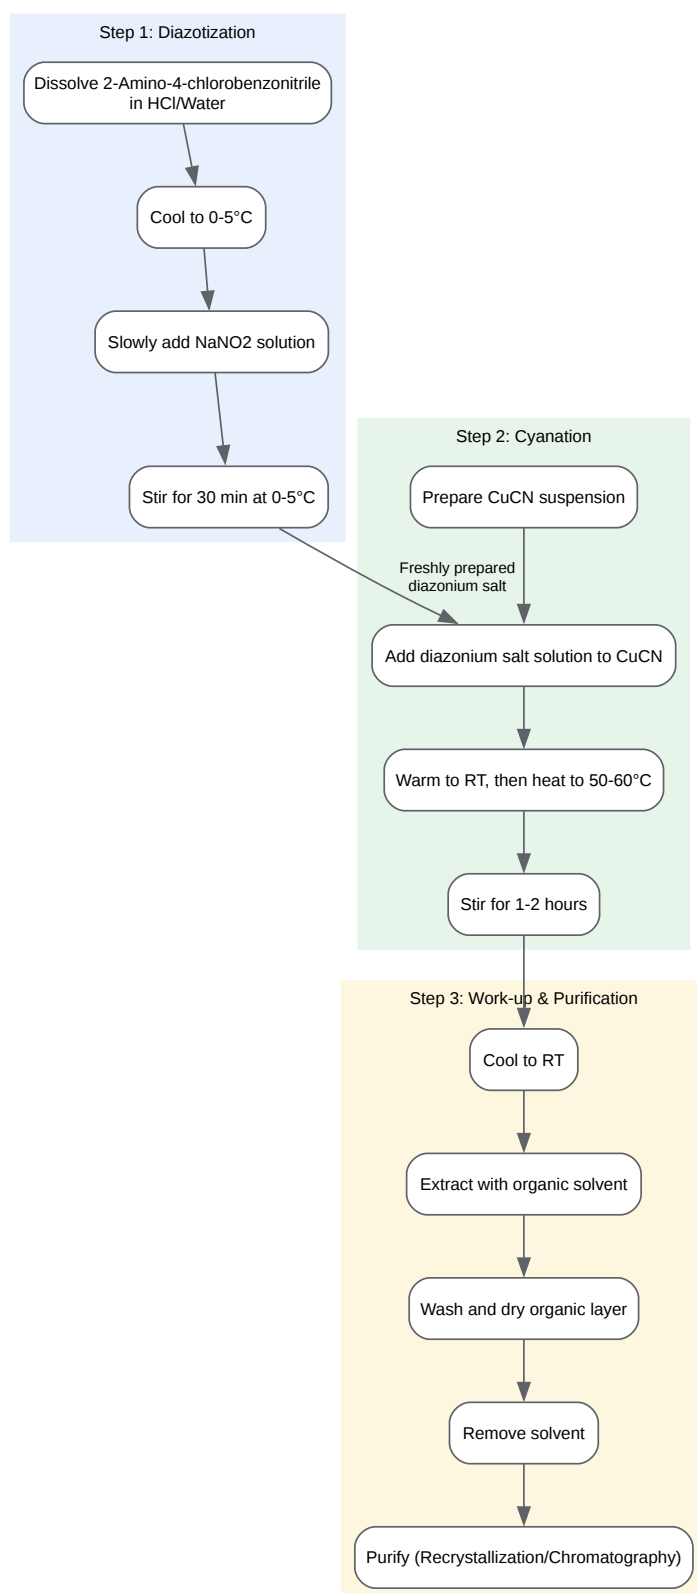 Step 1: Diazotization
Dissolve 2-Amino-4-chlorobenzonitrile
in HCl/Water
Cool to 0-5°C
Slowly add NaNO2 solution
Stir for 30 min at 0-5°C
Step 2: Cyanation
Prepare CuCN suspension
Freshly prepared
diazonium salt
Add diazonium salt solution to CuCN
Warm to RT, then heat to 50-60°C
Stir for 1-2 hours
Step 3: Work-up & Purification
Cool to RT
Extract with organic solvent
Wash and dry organic layer
Remove solvent
Purify (Recrystallization/Chromatography)